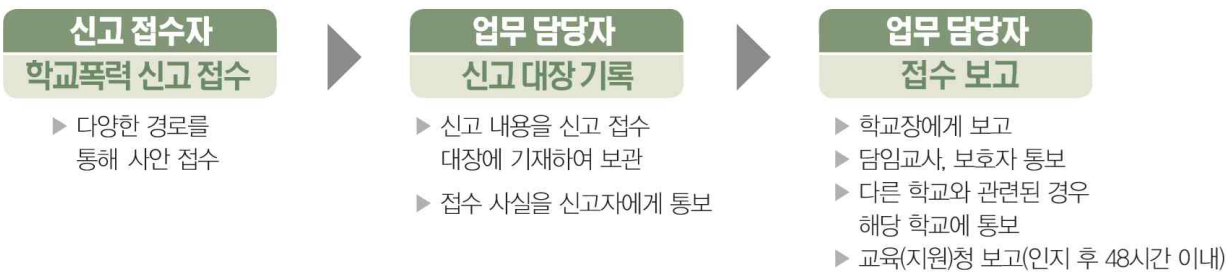 신고 접수자
학교폭력 신고 접수
▶ 다양한 경로를
통해 사안 접수
업무 담당자
신고 대장 기록
▶ 신고 내용을 신고 접수
대장에 기재하여 보관
▶ 접수 사실을 신고자에게 통보
업무 담당자
접수 보고
▶ 학교장에게 보고
▶ 담임교사, 보호자 통보
▶ 다른 학교와 관련된 경우
해당 학교에 통보
▶ 교육(지원)청 보고(인지 후 48시간 이내)